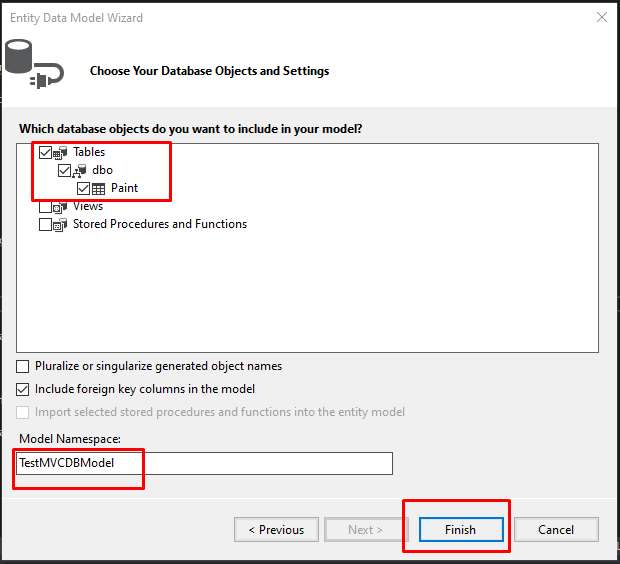 Entity Data Model Wizard
Choose Your Database Objects and Settings
Which database objects do you want to include in your model?
Tables
dbo
Paint
Views
Stored Procedures and Functions
Pluralize or singularize generated object names
Include foreign key columns in the model
Import selected stored procedures and functions into the entity model
Model Namespace:
TestMVCDBModel
< Previous
Next >
Finish
Cancel